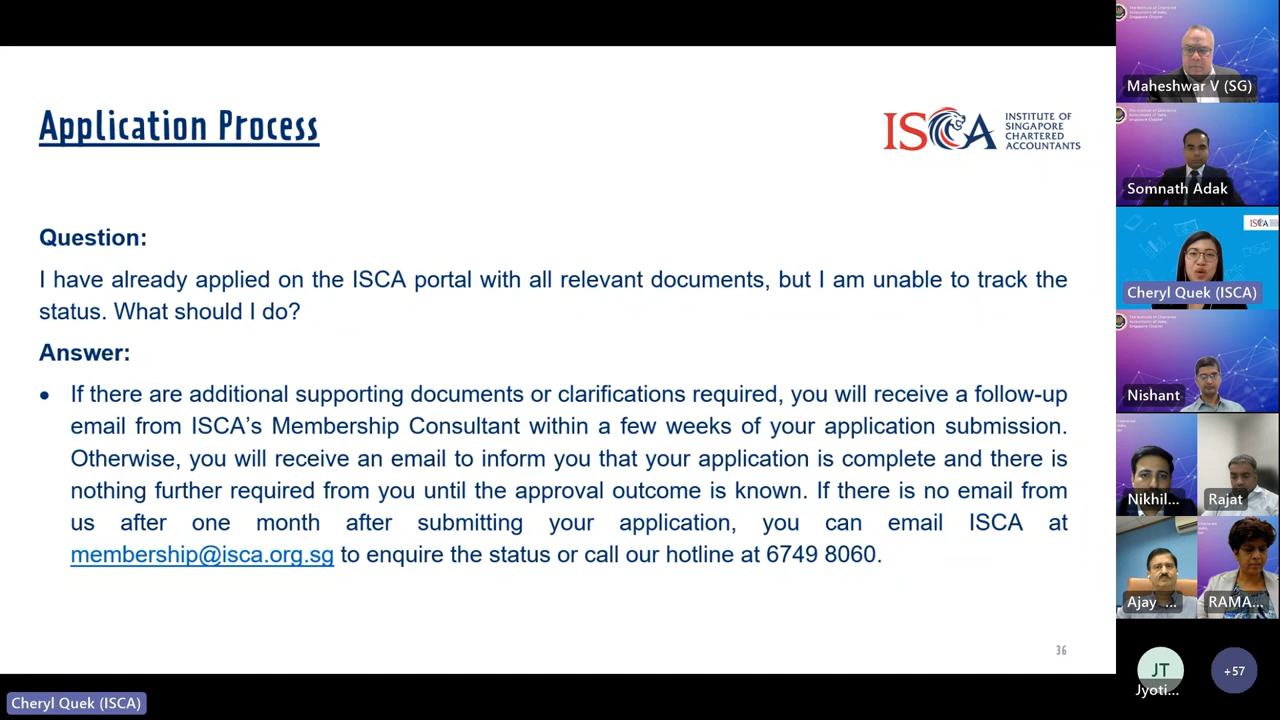 Application Process
ISCA
INSTITUTE OF
SINGAPORE
CHARTERED
ACCOUNTANTS
Question:
I have already applied on the ISCA portal with all relevant documents, but I am unable to track the
status. What should I do?
Answer:
• If there are additional supporting documents or clarifications required, you will receive a follow-up
email from ISCA's Membership Consultant within a few weeks of your application submission.
Otherwise, you will receive an email to inform you that your application is complete and there is
nothing further required from you until the approval outcome is known. If there is no email from
us after one month after submitting your application, you can email ISCA at
membership@isca.org.sg to enquire the status or call our hotline at 6749 8060.
36
Cheryl Quek (ISCA)
Maheshwar V (SG)
Somnath Adak
ISCA
Cheryl Quek (ISCA)
Nishant
Nikhil...
Rajat
Ajay ...
RAMA...
JT
Jyoti...
+57